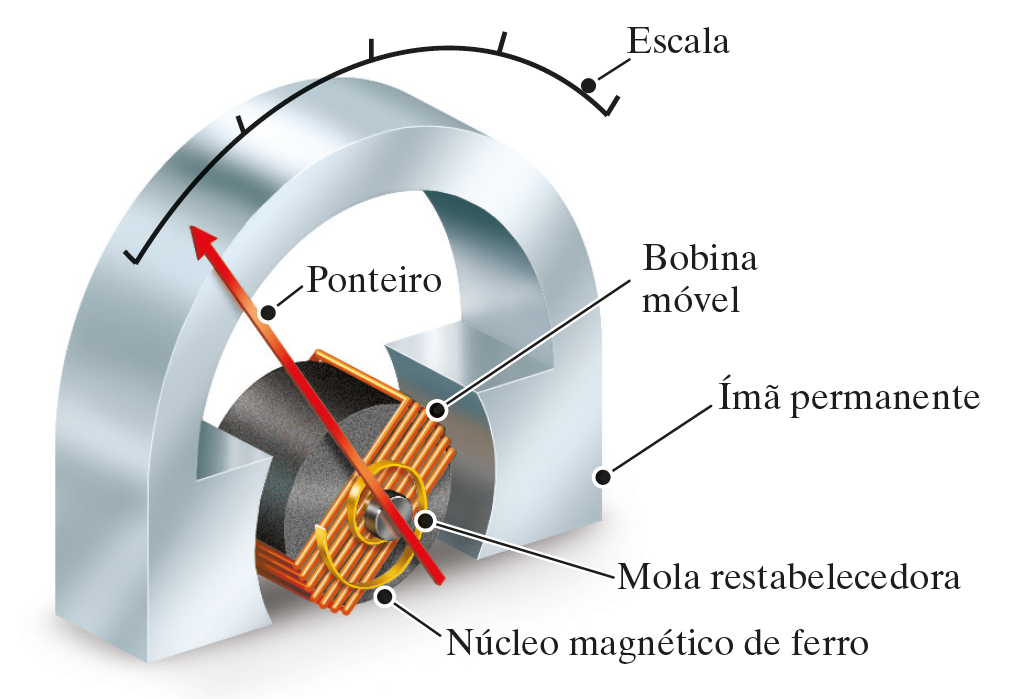 Escala
Ponteiro
Bobina
móvel
Ímã permanente
Mola restabelecedora
Núcleo magnético de ferro